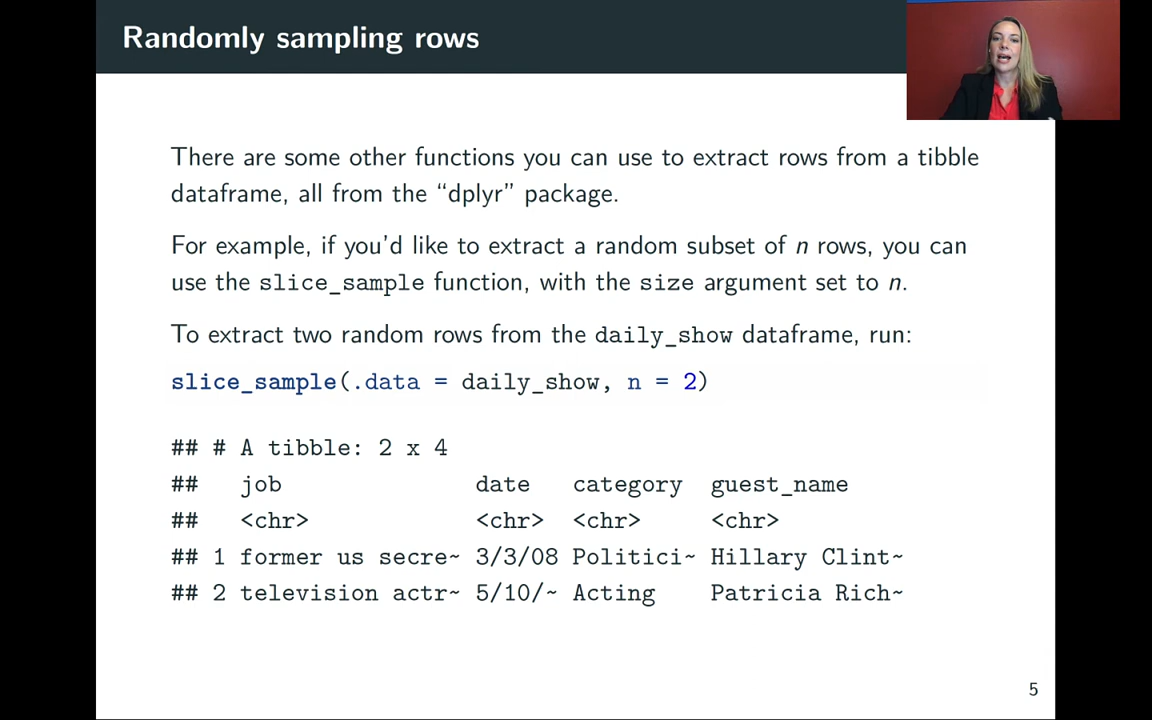 Randomly sampling rows
There are some other functions you can use to extract rows from a tibble
dataframe, all from the “dplyr” package.
For example, if you'd like to extract a random subset of n rows, you can
use the slice_sample function, with the size argument set to n.
To extract two random rows from the daily_show dataframe, run:
slice_sample(.data = daily_show, n = 2)
## # A tibble: 2 x 4
##   job              date   category  guest_name
##   <chr>            <chr>  <chr>     <chr>
## 1 former us secre~ 3/3/08 Politici~ Hillary Clint~
## 2 television actr~ 5/10/~ Acting    Patricia Rich~
5